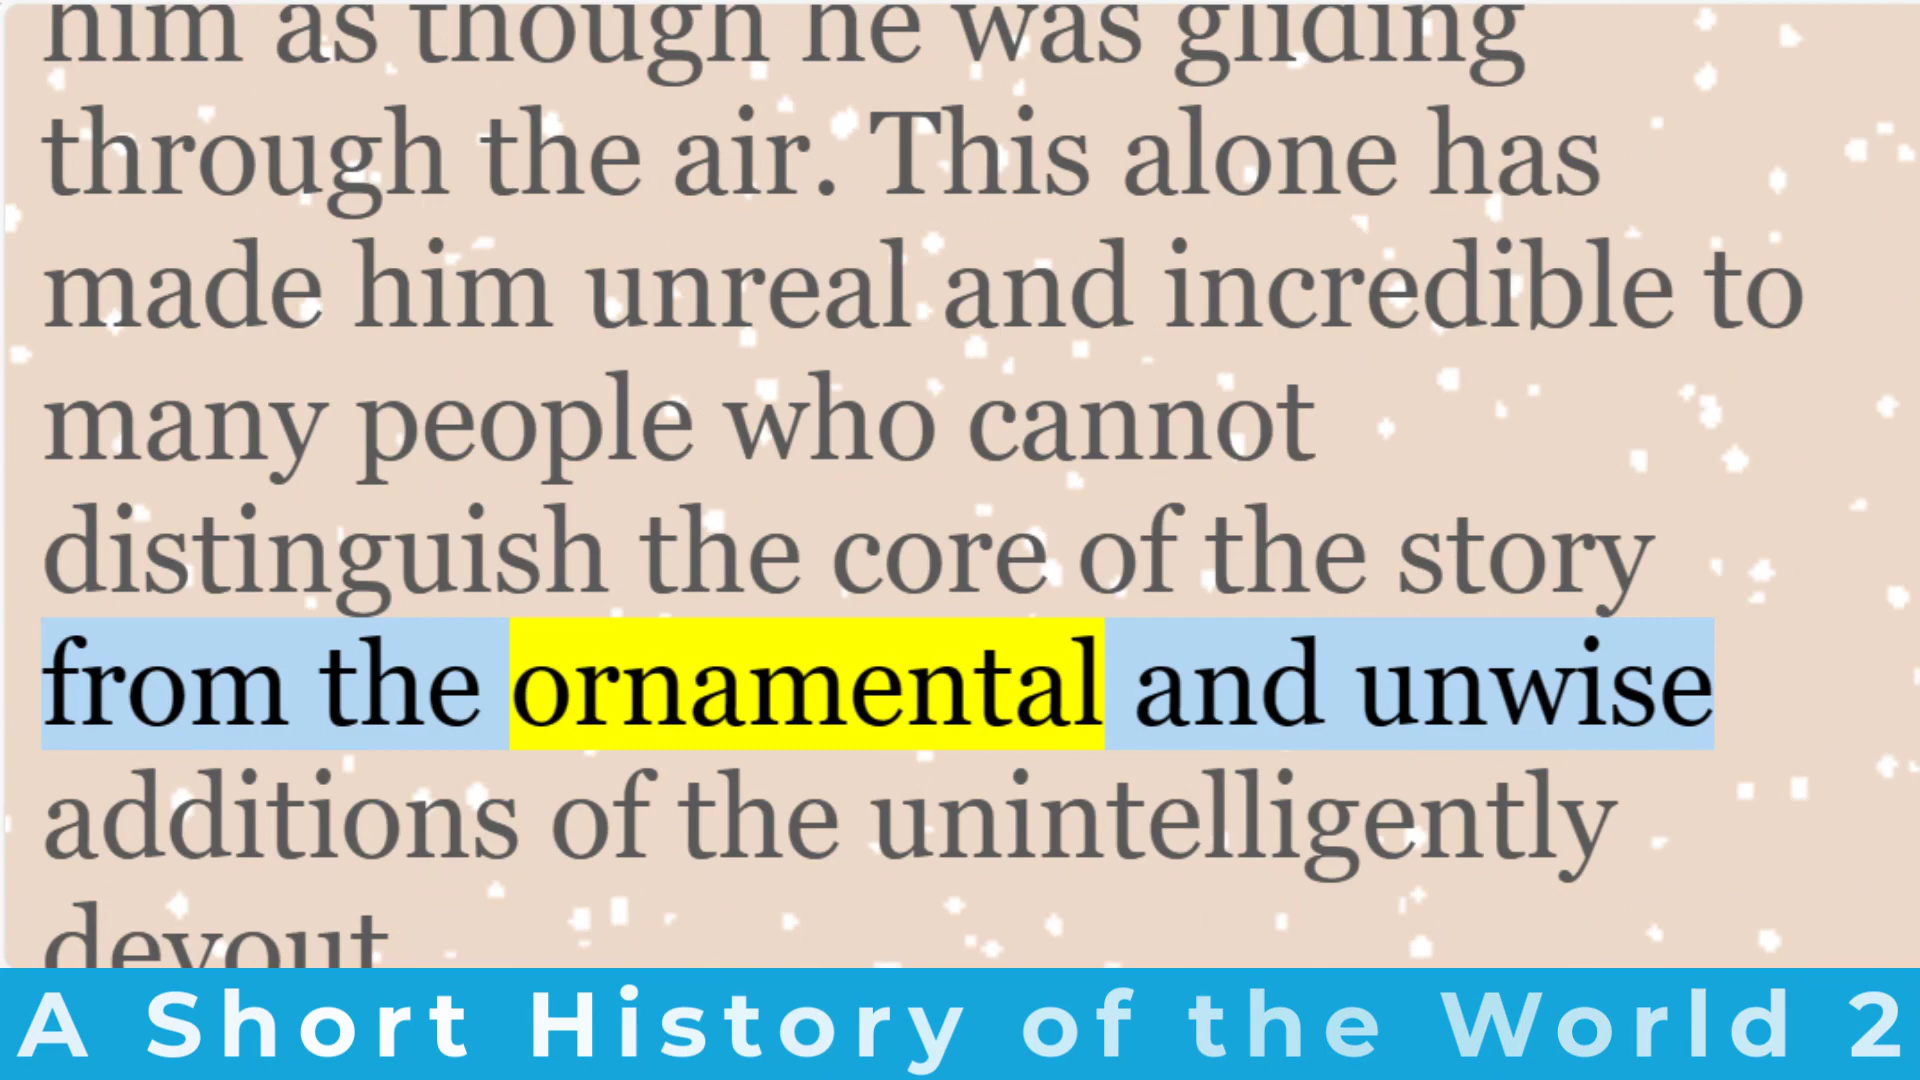 him as though he was gliding
through the air. This alone has
made him unreal and incredible to
many people who cannot
distinguish the core of the story
from the ornamental and unwise
additions of the unintelligently
devout
A Short History of the World 2